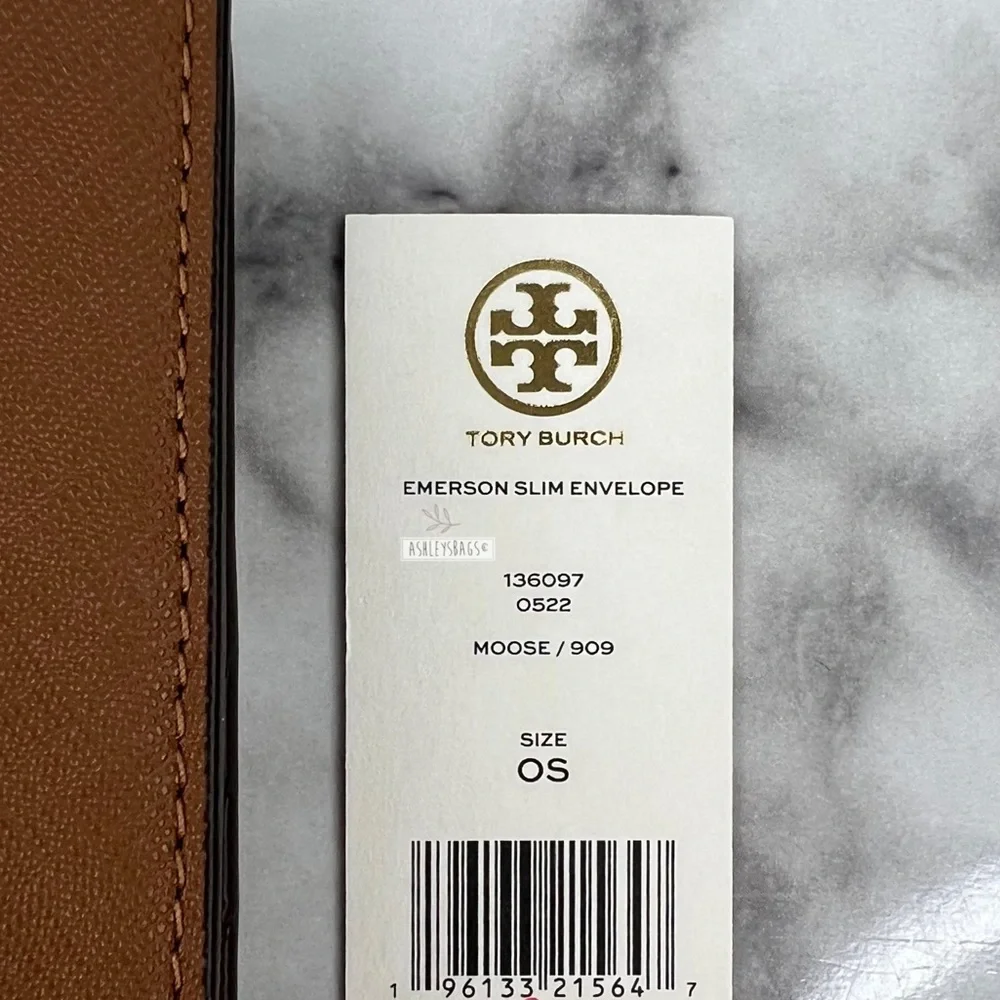 TORY BURCH
EMERSON SLIM ENVELOPE
ASHLEYSBAGS©
136097
0522
MOOSE / 909
SIZE
OS
1 96133 21564 7